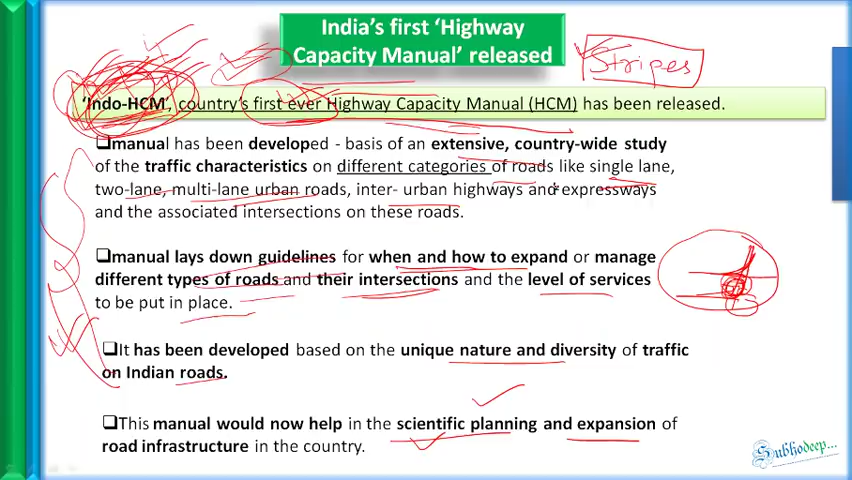 India's first 'Highway
Capacity Manual' released
Stripes
'Indo-HCM', country's first ever Highway Capacity Manual (HCM) has been released.
❑manual has been developed - basis of an extensive, country-wide study
of the traffic characteristics on different categories of roads like single lane,
two-lane, multi-lane urban roads, inter- urban highways and expressways
and the associated intersections on these roads.
❑manual lays down guidelines for when and how to expand or manage
different types of roads and their intersections and the level of services
to be put in place.
❑It has been developed based on the unique nature and diversity of traffic
on Indian roads.
❑This manual would now help in the scientific planning and expansion of
road infrastructure in the country.
Subhodeep...